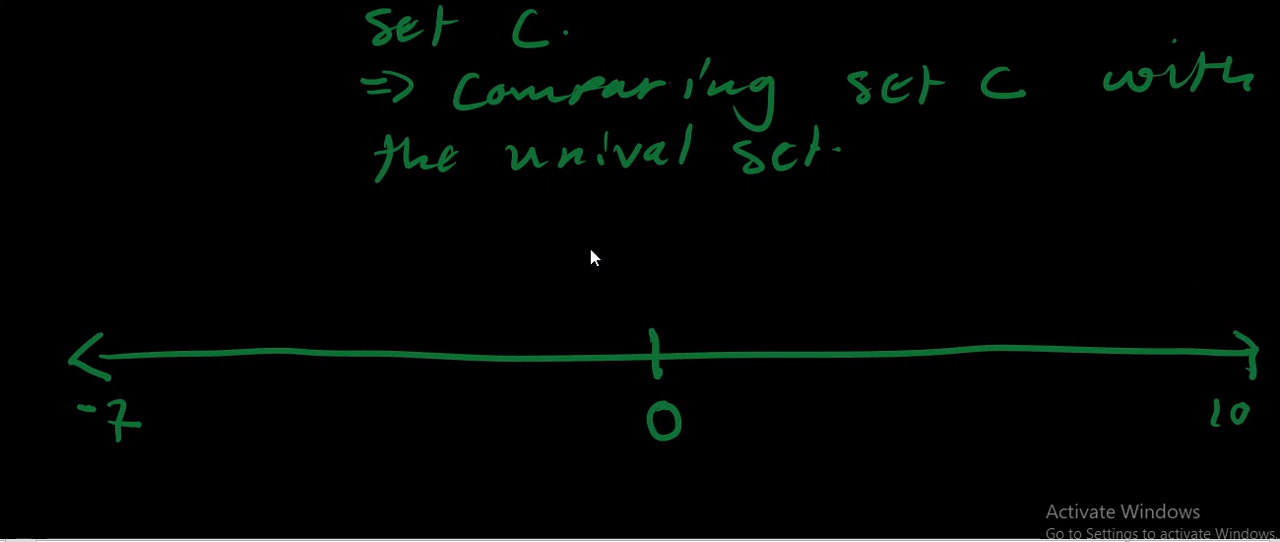 set C.
=> comparing set C with
the unival set.
-7 0 10
Activate Windows
Go to Settings to activate Windows.